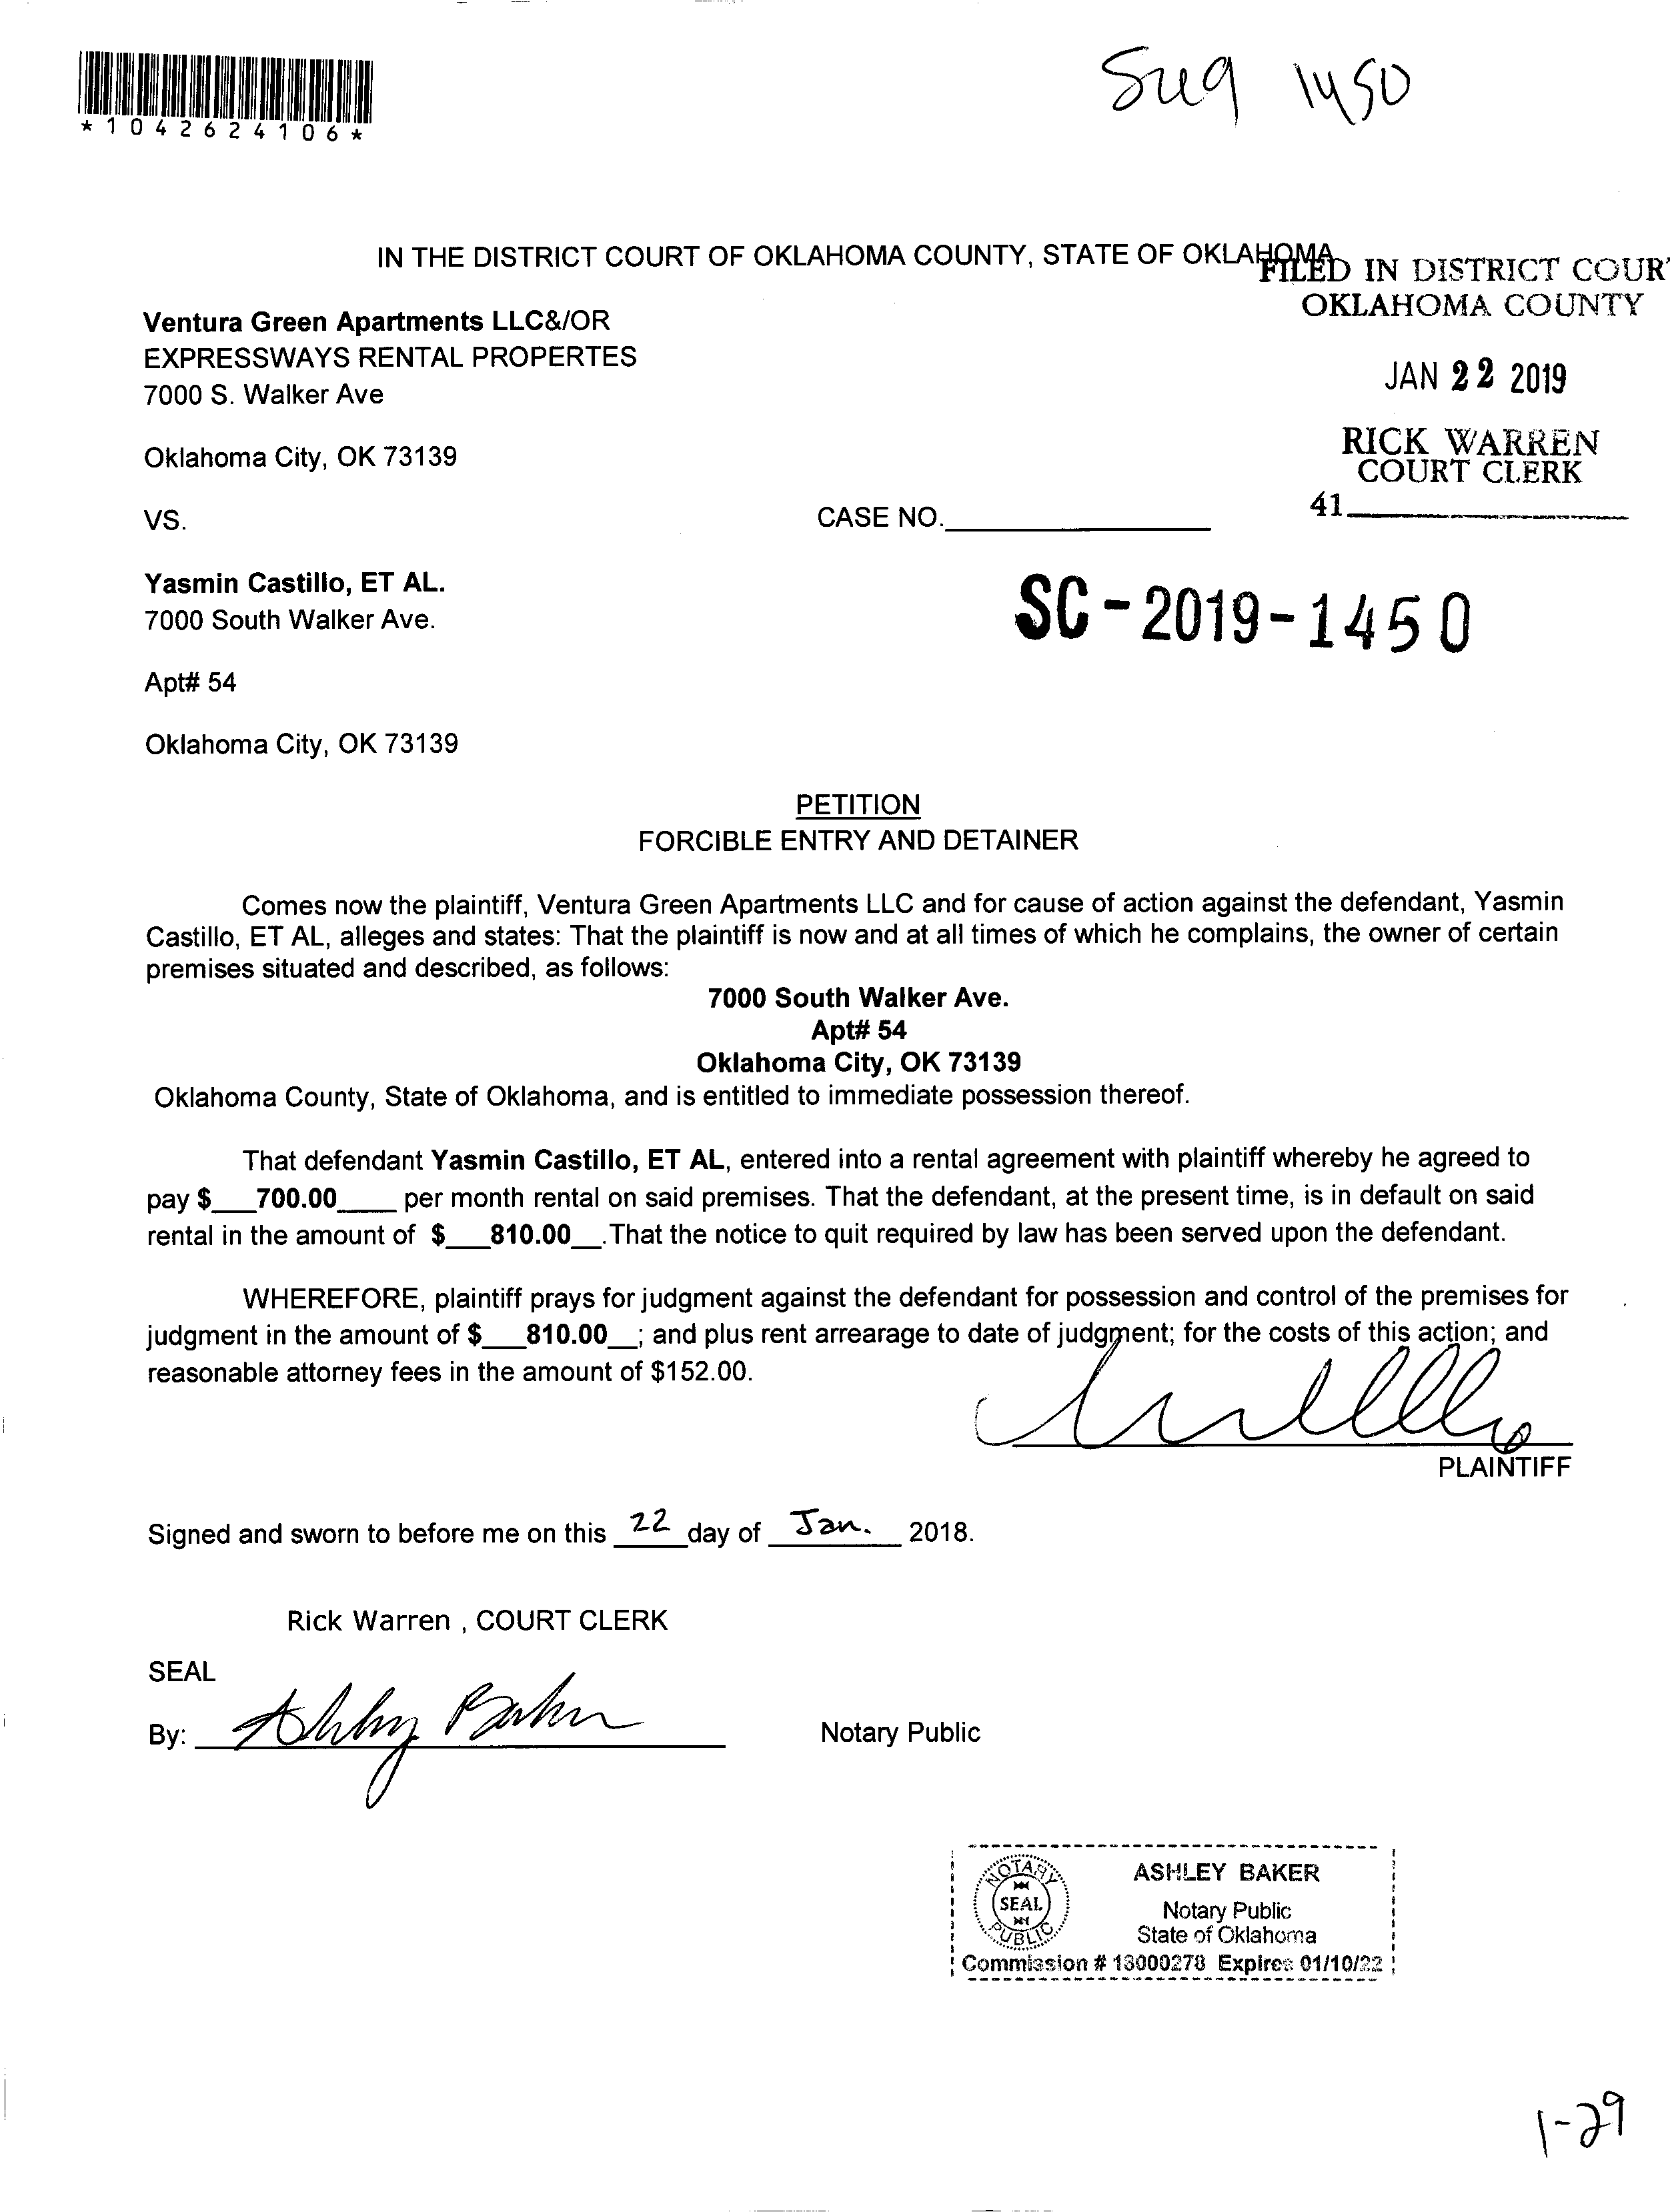 *1042624106*
1450
IN THE DISTRICT COURT OF OKLAHOMA COUNTY, STATE OF OKLAHOMA
FILED IN DISTRICT COUR
OKLAHOMA COUNTY
JAN 22 2019
RICK WARREN
COURT CLERK
41
Ventura Green Apartments LLC&/OR
EXPRESSWAYS RENTAL PROPERTES
7000 S. Walker Ave
Oklahoma City, OK 73139
VS.
CASE NO.
Yasmin Castillo, ET AL.
7000 South Walker Ave.
SC-2019-1450
Apt# 54
Oklahoma City, OK 73139
PETITION
FORCIBLE ENTRY AND DETAINER
Comes now the plaintiff, Ventura Green Apartments LLC and for cause of action against the defendant, Yasmin
Castillo, ET AL, alleges and states: That the plaintiff is now and at all times of which he complains, the owner of certain
premises situated and described, as follows:
7000 South Walker Ave.
Apt# 54
Oklahoma City, OK 73139
Oklahoma County, State of Oklahoma, and is entitled to immediate possession thereof.
That defendant Yasmin Castillo, ET AL, entered into a rental agreement with plaintiff whereby he agreed to
pay $___700.00____ per month rental on said premises. That the defendant, at the present time, is in default on said
rental in the amount of $___810.00__.That the notice to quit required by law has been served upon the defendant.
WHEREFORE, plaintiff prays for judgment against the defendant for possession and control of the premises for
judgment in the amount of $___810.00__; and plus rent arrearage to date of judgment; for the costs of this action; and
reasonable attorney fees in the amount of $152.00.
PLAINTIFF
Signed and sworn to before me on this 22 day of Jan. 2018.
Rick Warren , COURT CLERK
SEAL
By: Ashley Baker Notary Public
NOTARY
SEAL
PUBLIC
ASHLEY BAKER
Notary Public
State of Oklahoma
Commission # 13000278 Expires 01/10/22
1-29